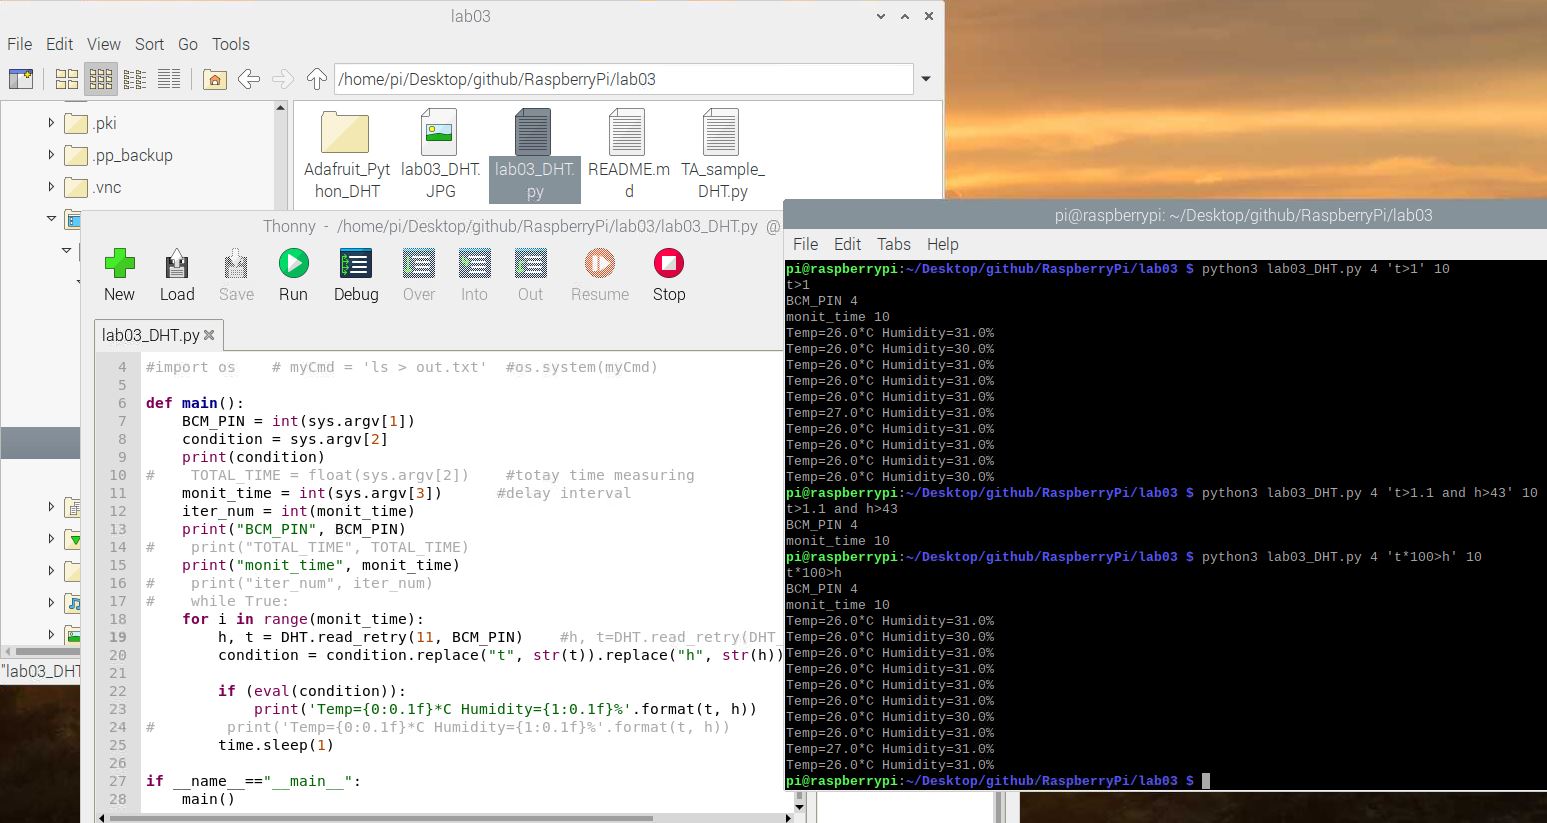 lab03
File Edit View Sort Go Tools
/home/pi/Desktop/github/RaspberryPi/lab03
.pki
.pp_backup
.vnc
Adafruit_Pyt
hon_DHT
lab03_DHT.
JPG
lab03_DHT.
py
README.m
d
TA_sample_
DHT.py
"lab03_DHT
Thonny - /home/pi/Desktop/github/RaspberryPi/lab03/lab03_DHT.py @
New Load Save Run Debug Over Into Out Resume Stop
lab03_DHT.py
4 #import os    # myCmd = 'ls > out.txt'  #os.system(myCmd)
5
6 def main():
7     BCM_PIN = int(sys.argv[1])
8     condition = sys.argv[2]
9     print(condition)
10 #    TOTAL_TIME = float(sys.argv[2])    #totay time measuring
11     monit_time = int(sys.argv[3])      #delay interval
12     iter_num = int(monit_time)
13     print("BCM_PIN", BCM_PIN)
14 #    print("TOTAL_TIME", TOTAL_TIME)
15     print("monit_time", monit_time)
16 #    print("iter_num", iter_num)
17 #    while True:
18     for i in range(monit_time):
19         h, t = DHT.read_retry(11, BCM_PIN)    #h, t=DHT.read_retry(DHT_
20         condition = condition.replace("t", str(t)).replace("h", str(h))
21
22         if (eval(condition)):
23             print('Temp={0:0.1f}*C Humidity={1:0.1f}%'.format(t, h))
24 #        print('Temp={0:0.1f}*C Humidity={1:0.1f}%'.format(t, h))
25         time.sleep(1)
26
27 if __name__=="__main__":
28     main()
pi@raspberrypi: ~/Desktop/github/RaspberryPi/lab03
File Edit Tabs Help
pi@raspberrypi:~/Desktop/github/RaspberryPi/lab03 $ python3 lab03_DHT.py 4 't>1' 10
t>1
BCM_PIN 4
monit_time 10
Temp=26.0*C Humidity=31.0%
Temp=26.0*C Humidity=30.0%
Temp=26.0*C Humidity=31.0%
Temp=26.0*C Humidity=31.0%
Temp=26.0*C Humidity=31.0%
Temp=27.0*C Humidity=31.0%
Temp=26.0*C Humidity=31.0%
Temp=26.0*C Humidity=31.0%
Temp=26.0*C Humidity=31.0%
Temp=26.0*C Humidity=30.0%
pi@raspberrypi:~/Desktop/github/RaspberryPi/lab03 $ python3 lab03_DHT.py 4 't>1.1 and h>43' 10
t>1.1 and h>43
BCM_PIN 4
monit_time 10
pi@raspberrypi:~/Desktop/github/RaspberryPi/lab03 $ python3 lab03_DHT.py 4 't*100>h' 10
t*100>h
BCM_PIN 4
monit_time 10
Temp=26.0*C Humidity=31.0%
Temp=26.0*C Humidity=30.0%
Temp=26.0*C Humidity=31.0%
Temp=26.0*C Humidity=31.0%
Temp=26.0*C Humidity=31.0%
Temp=26.0*C Humidity=31.0%
Temp=26.0*C Humidity=30.0%
Temp=26.0*C Humidity=31.0%
Temp=27.0*C Humidity=31.0%
Temp=26.0*C Humidity=31.0%
pi@raspberrypi:~/Desktop/github/RaspberryPi/lab03 $